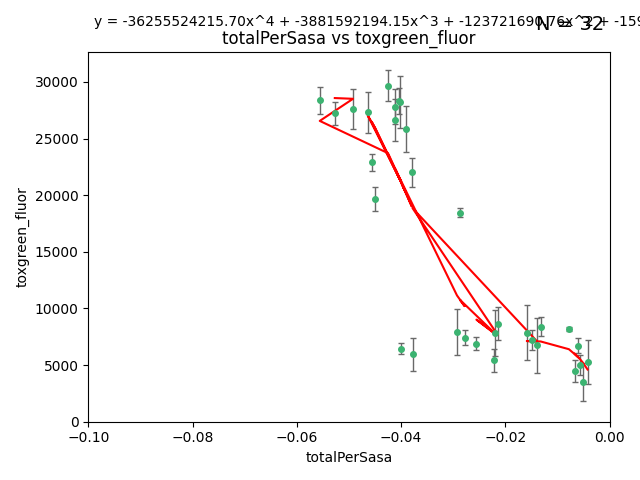 y = -36255524215.70x^4 + -3881592194.15x^3 + -123721690.76x^2 + -159
N = 32
totalPerSasa vs toxgreen_fluor
toxgreen_fluor
30000
25000
20000
15000
10000
5000
0
−0.10
−0.08
−0.06
−0.04
−0.02
0.00
totalPerSasa